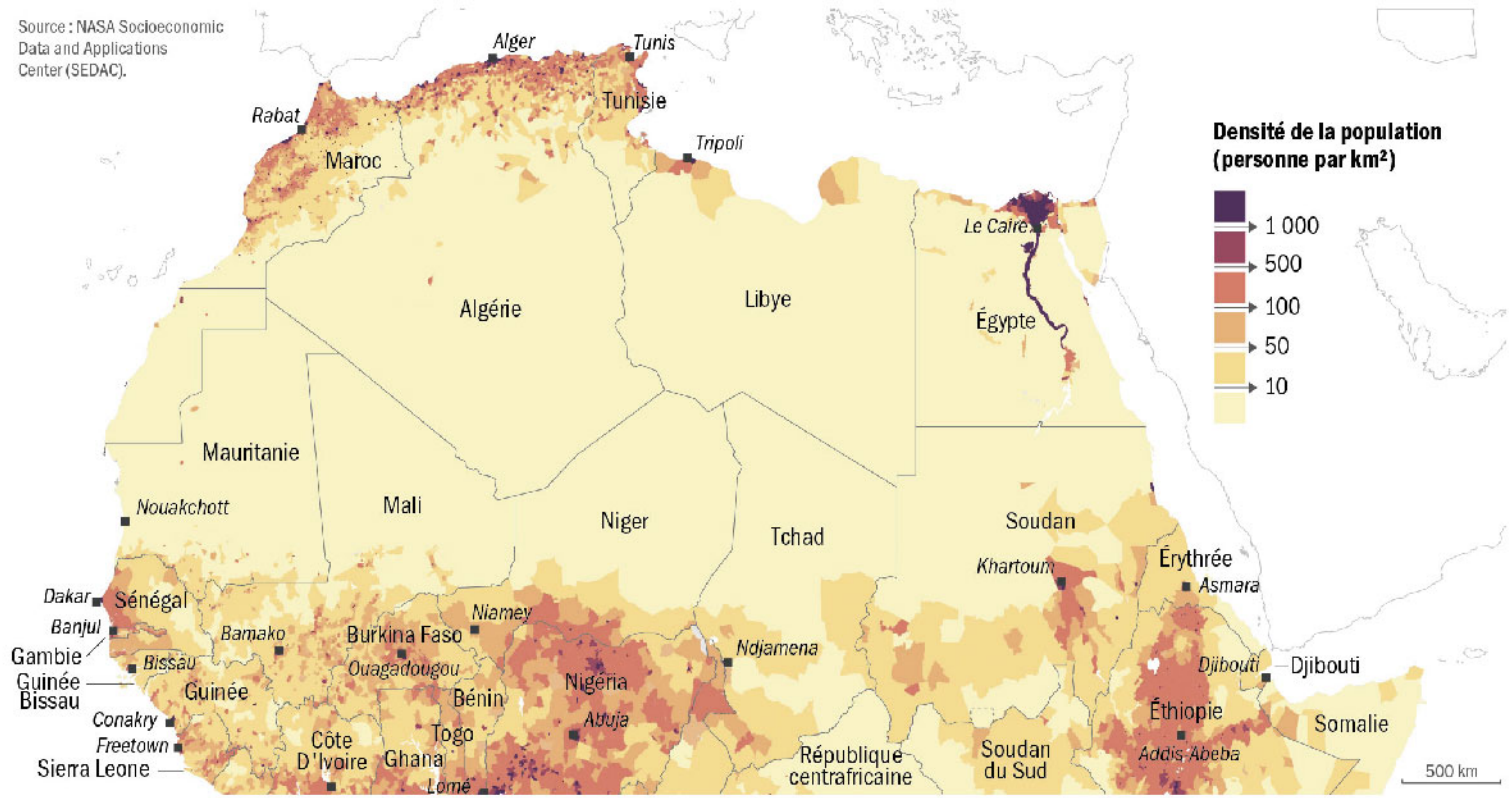 Source : NASA Socioeconomic
Data and Applications
Center (SEDAC).
Alger
Tunis
Rabat
Tunisie
Maroc
Tripoli
Densité de la population
(personne par km²)
1 000
500
100
50
10
Le Caire
Algérie
Libye
Égypte
Mauritanie
Nouakchott
Mali
Niger
Tchad
Soudan
Khartoum
Érythrée
Asmara
Dakar
Sénégal
Banjul
Gambie
Bissau
Guinée
Bissau
Guinée
Bamako
Burkina Faso
Ouagadougou
Niamey
Bénin
Nigéria
Abuja
Ndjamena
Djibouti
Djibouti
Conakry
Freetown
Sierra Leone
Côte
D'Ivoire
Ghana
Togo
Lomé
République
centrafricaine
Soudan
du Sud
Éthiopie
Addis-Abeba
Somalie
500 km